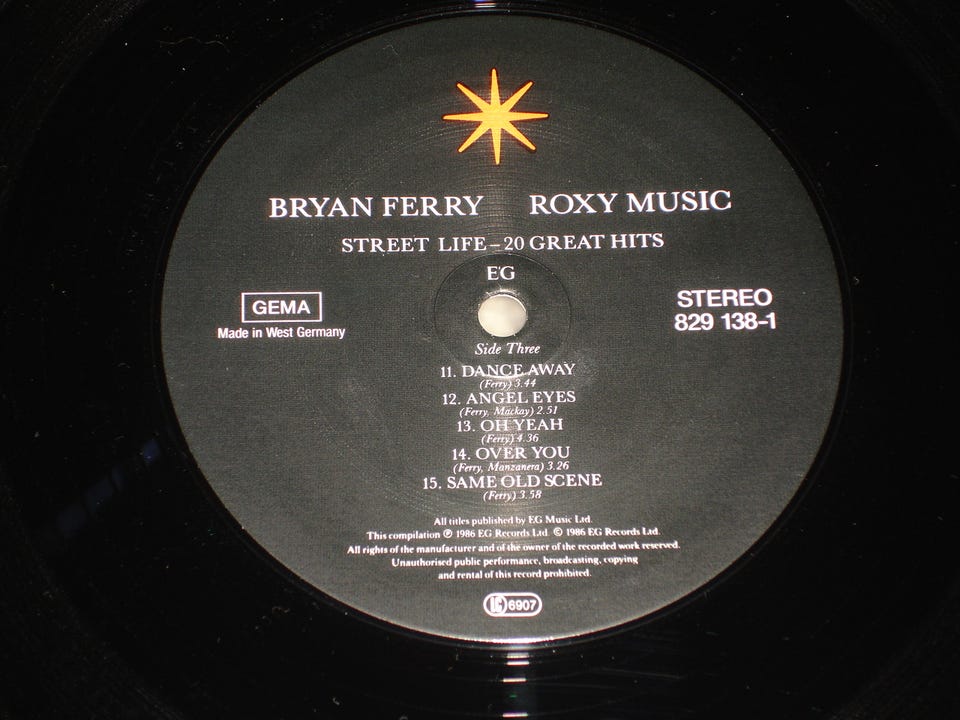 BRYAN FERRY ROXY MUSIC
STREET LIFE – 20 GREAT HITS
E'G
GEMA
Made in West Germany
STEREO
829 138-1
Side Three
11. DANCE AWAY
(Ferry) 3.44
12. ANGEL EYES
(Ferry, Mackay) 2.51
13. OH YEAH
(Ferry) 4.36
14. OVER YOU
(Ferry, Manzanera) 3.26
15. SAME OLD SCENE
(Ferry) 3.58
All titles published by EG Music Ltd.
This compilation ℗ 1986 EG Records Ltd. © 1986 EG Records Ltd.
All rights of the manufacturer and of the owner of the recorded work reserved.
Unauthorised public performance, broadcasting, copying
and rental of this record prohibited.
LC 6907